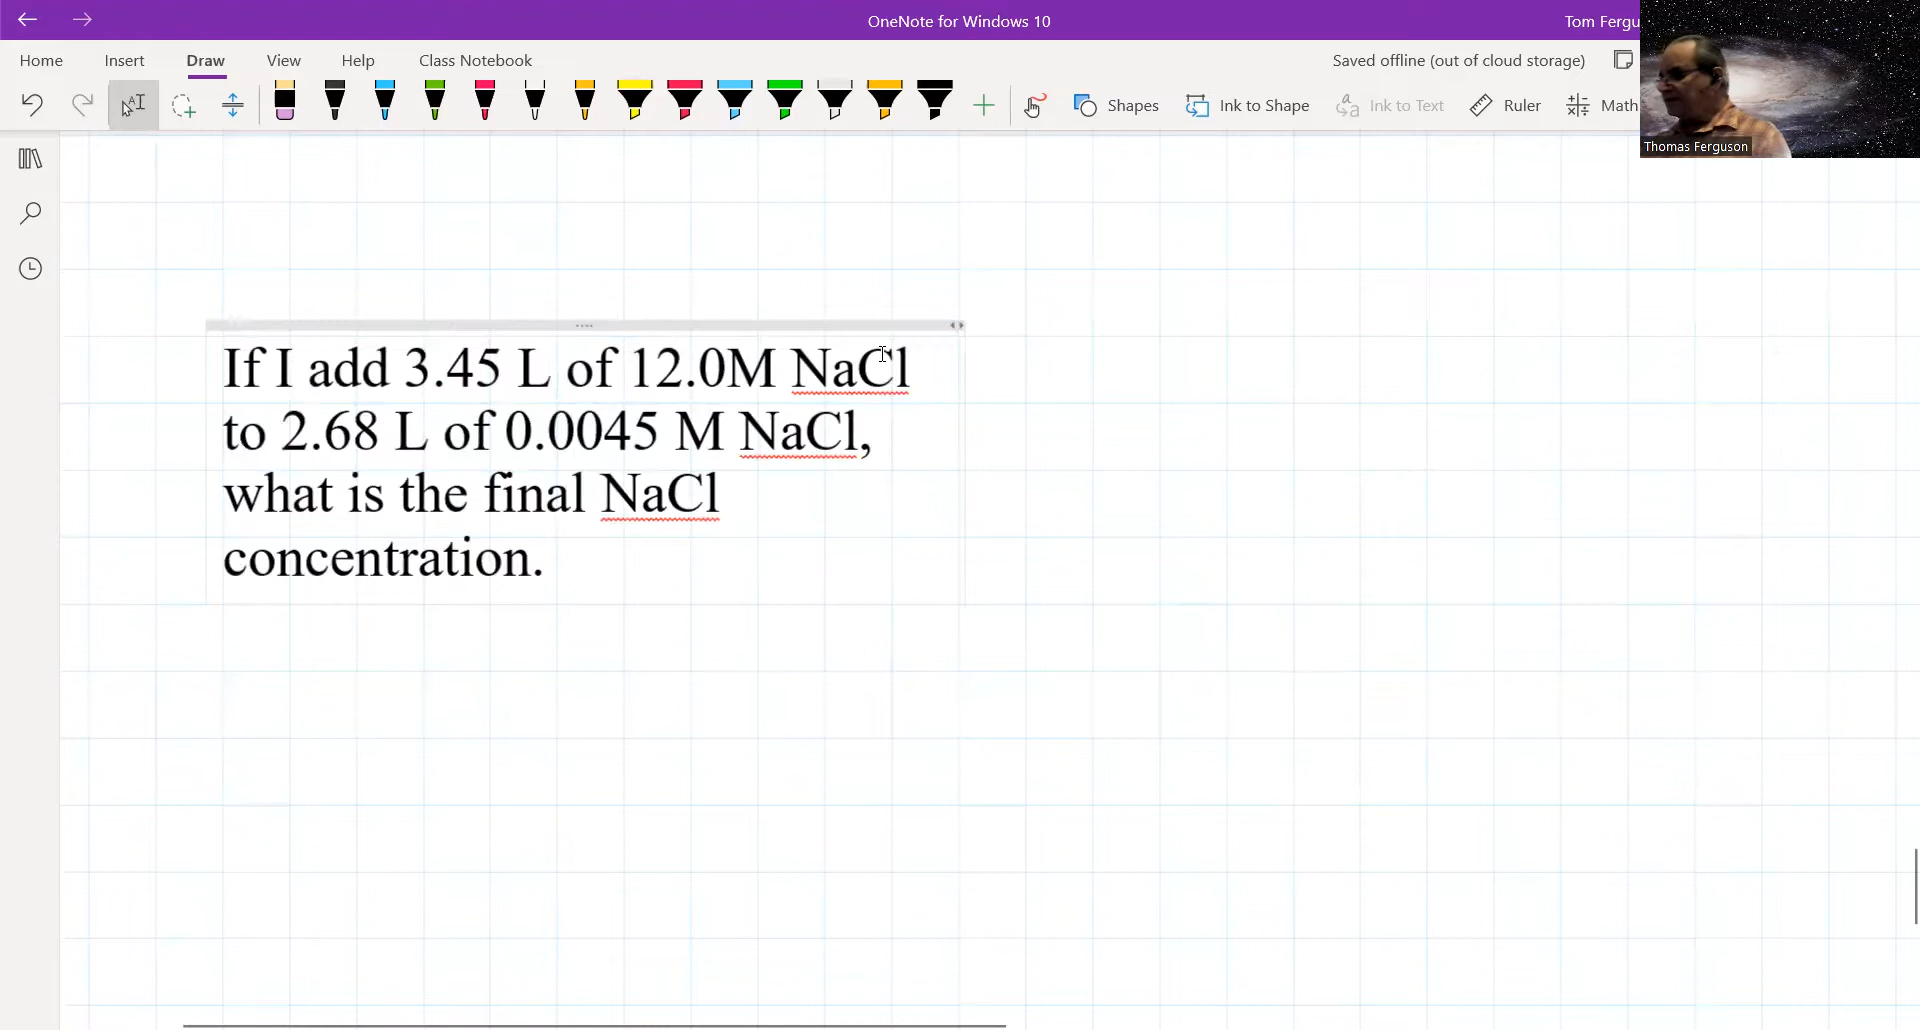 OneNote for Windows 10
Tom Fergu
Home
Insert
Draw
View
Help
Class Notebook
Saved offline (out of cloud storage)
Shapes
Ink to Shape
Ink to Text
Ruler
Math
Thomas Ferguson
If I add 3.45 L of 12.0M NaCl
to 2.68 L of 0.0045 M NaCl,
what is the final NaCl
concentration.